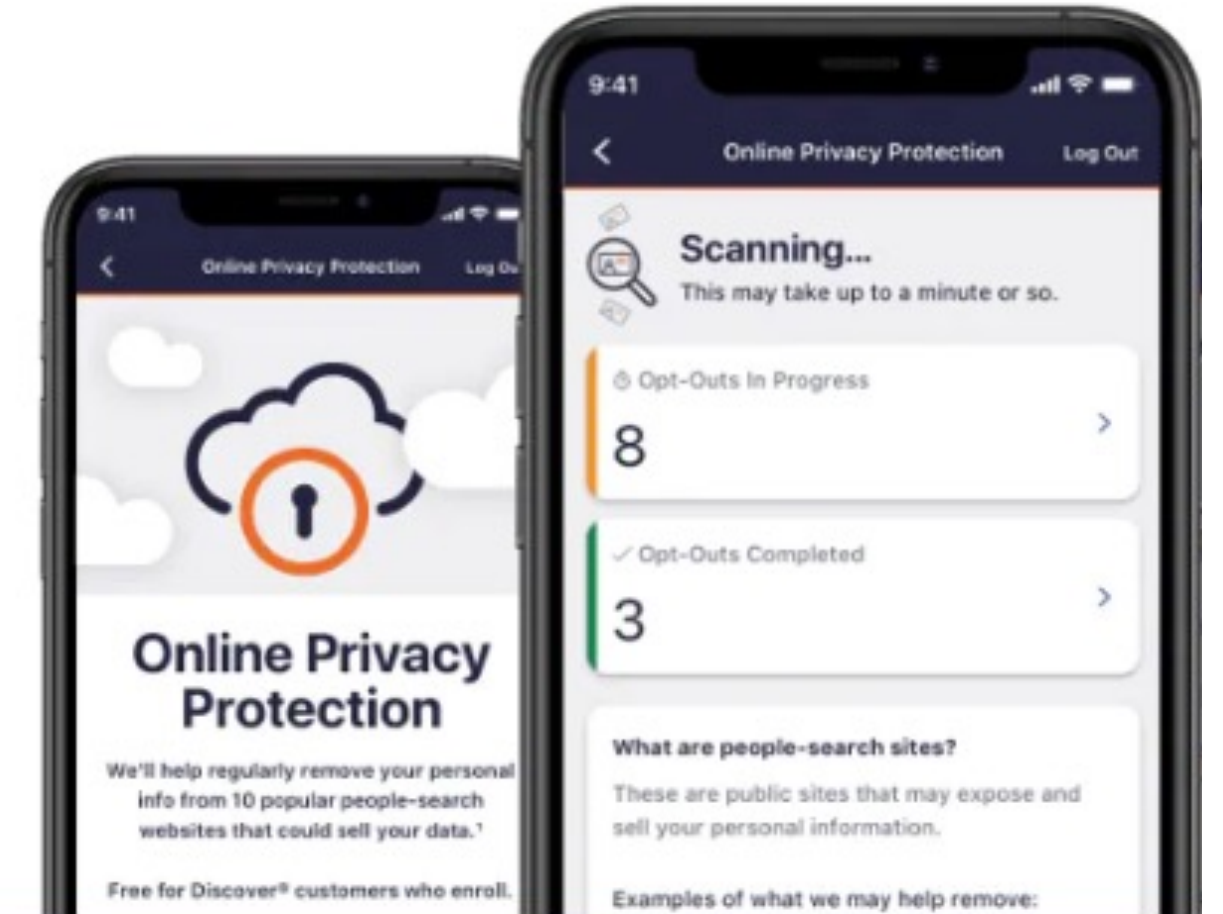 9:41
Online Privacy Protection
Online Privacy
Protection
We'll help regularly remove your personal
info from 10 popular people-search
websites that could sell your data.¹
Free for Discover® customers who enroll.
9:41
Online Privacy Protection
Log Out
Scanning...
This may take up to a minute or so.
Opt-Outs In Progress
8
Opt-Outs Completed
3
What are people-search sites?
These are public sites that may expose and
sell your personal information.
Examples of what we may help remove: